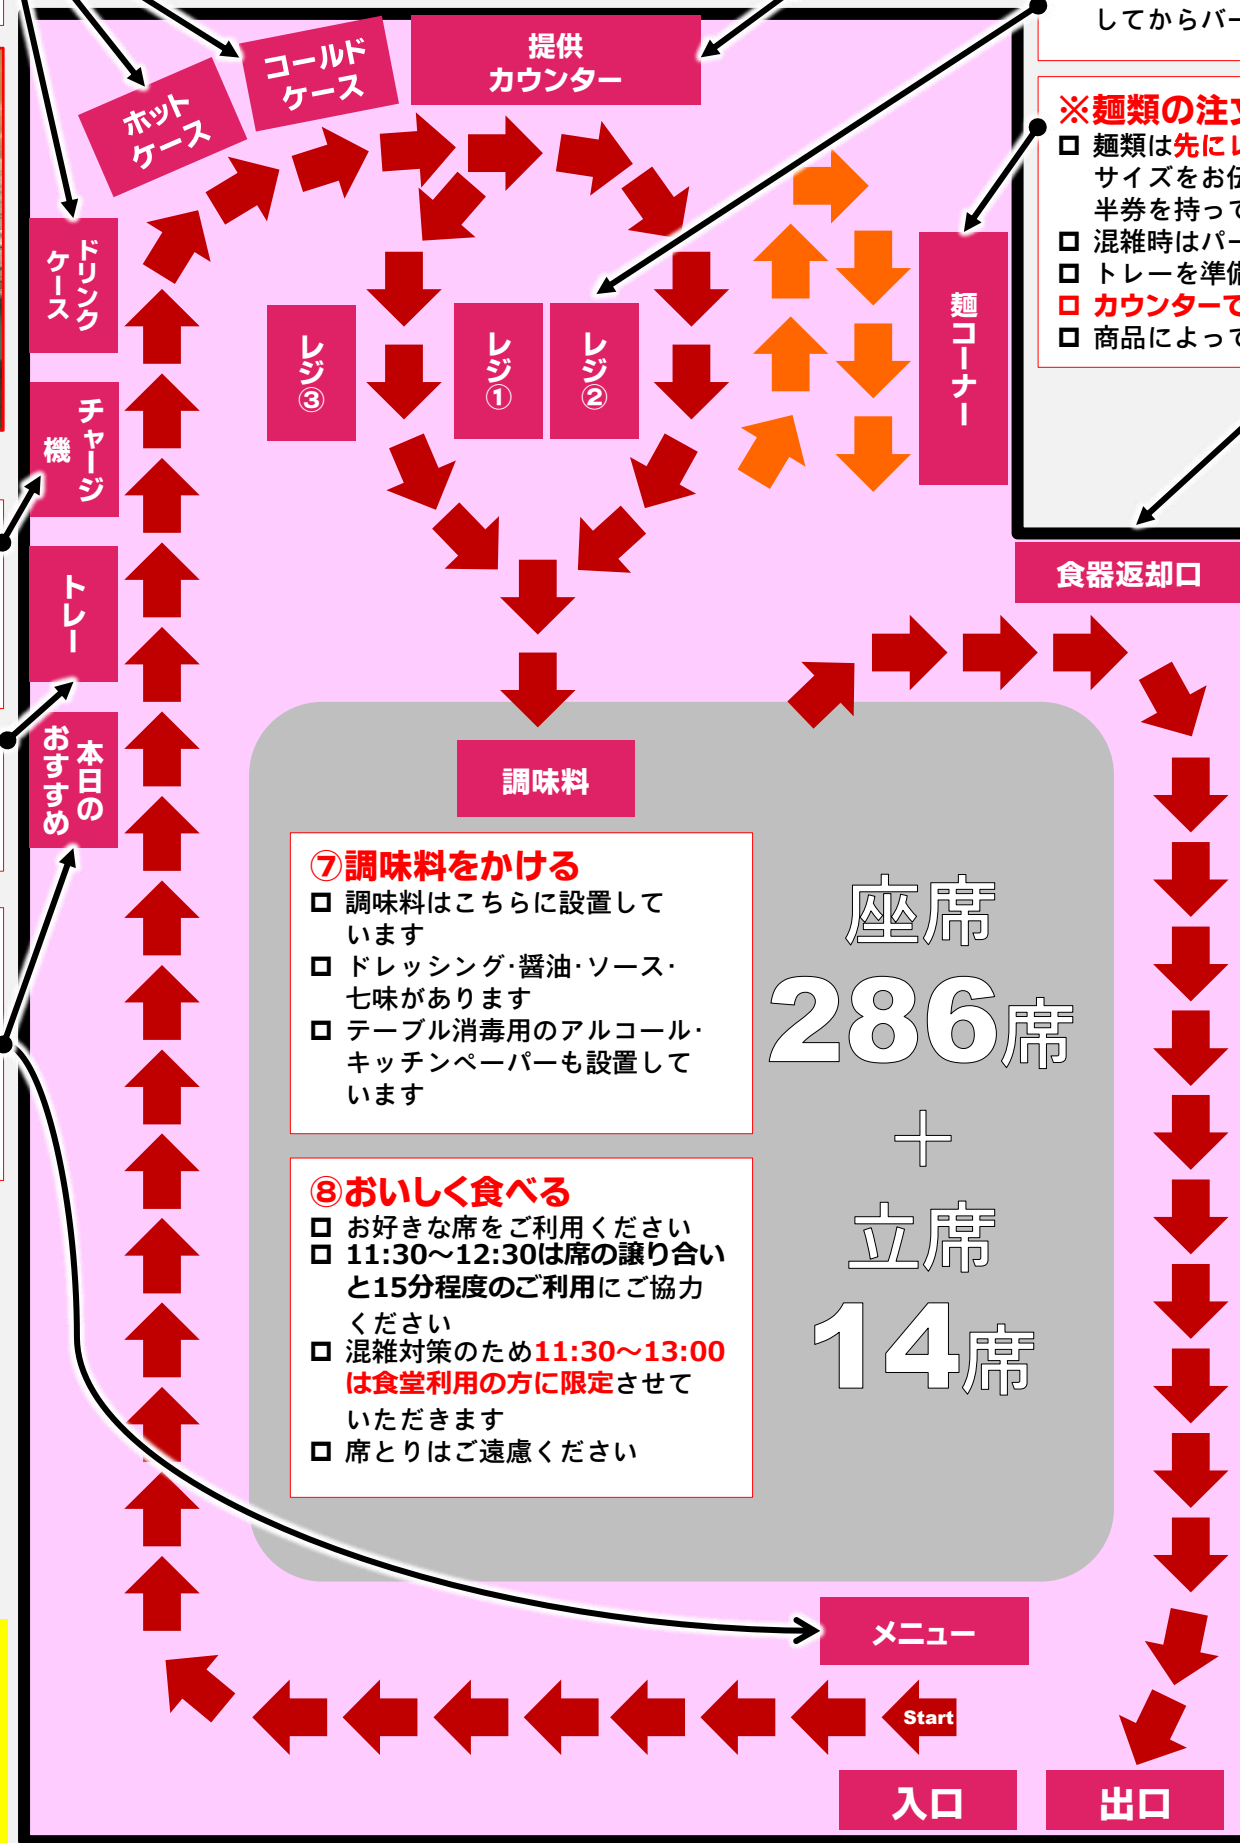 してからバー
提供
カウンター
コールド
ケース
ホット
ケース
※麺類の注文
麺類は先にレ
サイズをお伝
半券を持って
混雑時はパー
トレーを準備
カウンターで
商品によって
ドリンク
ケース
麺コーナー
レジ③
レジ①
レジ②
チャージ
機
トレー
食器返却口
本日の
おすすめ
調味料
⑦調味料をかける
調味料はこちらに設置して
います
ドレッシング・醤油・ソース・
七味があります
テーブル消毒用のアルコール・
キッチンペーパーも設置して
います
座席
286席
＋
立席
14席
⑧おいしく食べる
お好きな席をご利用ください
11:30～12:30は席の譲り合い
と15分程度のご利用にご協力
ください
混雑対策のため11:30～13:00
は食堂利用の方に限定させて
いただきます
席とりはご遠慮ください
メニュー
Start
入口
出口